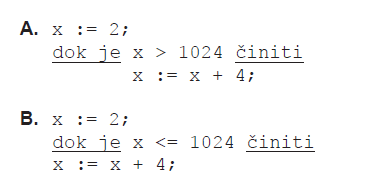 A. x := 2;
dok je x > 1024 činiti
x := x + 4;
B. x := 2;
dok je x <= 1024 činiti
x := x + 4;